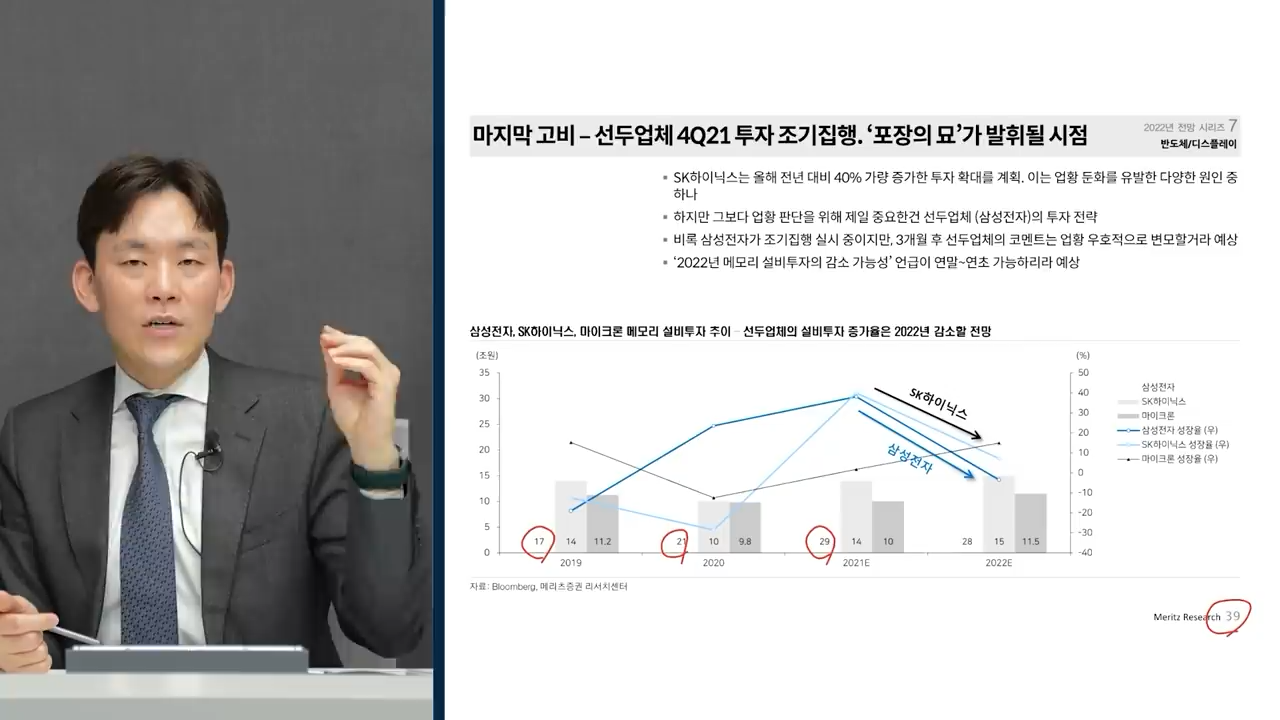 마지막 고비 – 선두업체 4Q21 투자 조기집행. ‘포장의 묘’가 발휘될 시점
2022년 전망 시리즈 7
반도체/디스플레이
▪ SK하이닉스는 올해 전년 대비 40% 가량 증가한 투자 확대를 계획. 이는 업황 둔화를 유발한 다양한 원인 중
하나
▪ 하지만 그보다 업황 판단을 위해 제일 중요한건 선두업체 (삼성전자)의 투자 전략
▪ 비록 삼성전자가 조기집행 실시 중이지만, 3개월 후 선두업체의 코멘트는 업황 우호적으로 변모할거라 예상
▪ ‘2022년 메모리 설비투자의 감소 가능성’ 언급이 연말~연초 가능하리라 예상
삼성전자, SK하이닉스, 마이크론 메모리 설비투자 추이 – 선두업체의 설비투자 증가율은 2022년 감소할 전망
(조원)
(%)
35
30
25
20
15
10
5
0
50
40
30
20
10
0
-10
-20
-30
-40
SK하이닉스
삼성전자
17 14 11.2
21 10 9.8
29 14 10
28 15 11.5
2019 2020 2021E 2022E
삼성전자
SK하이닉스
마이크론
삼성전자 성장율 (우)
SK하이닉스 성장율 (우)
마이크론 성장율 (우)
자료: Bloomberg, 메리츠증권 리서치센터
Meritz Research 39